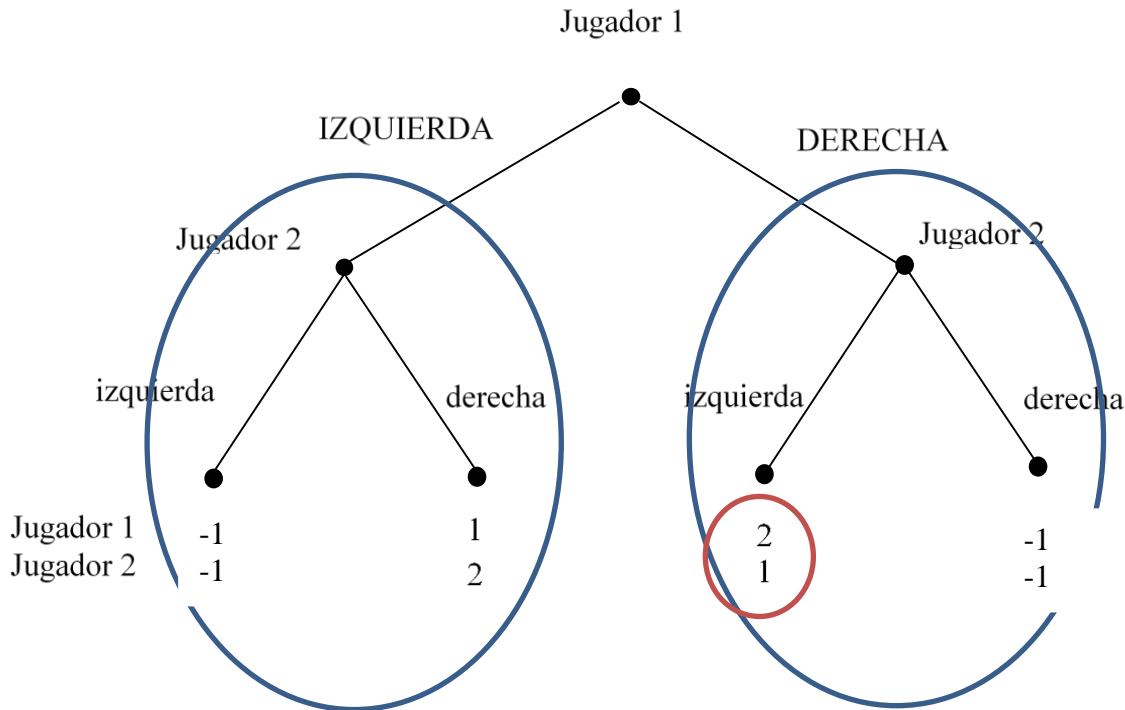 Jugador 1
IZQUIERDA
DERECHA
Jugador 2
Jugador 2
izquierda
derecha
izquierda
derecha
Jugador 1 -1 1 2 -1
Jugador 2 -1 2 1 -1